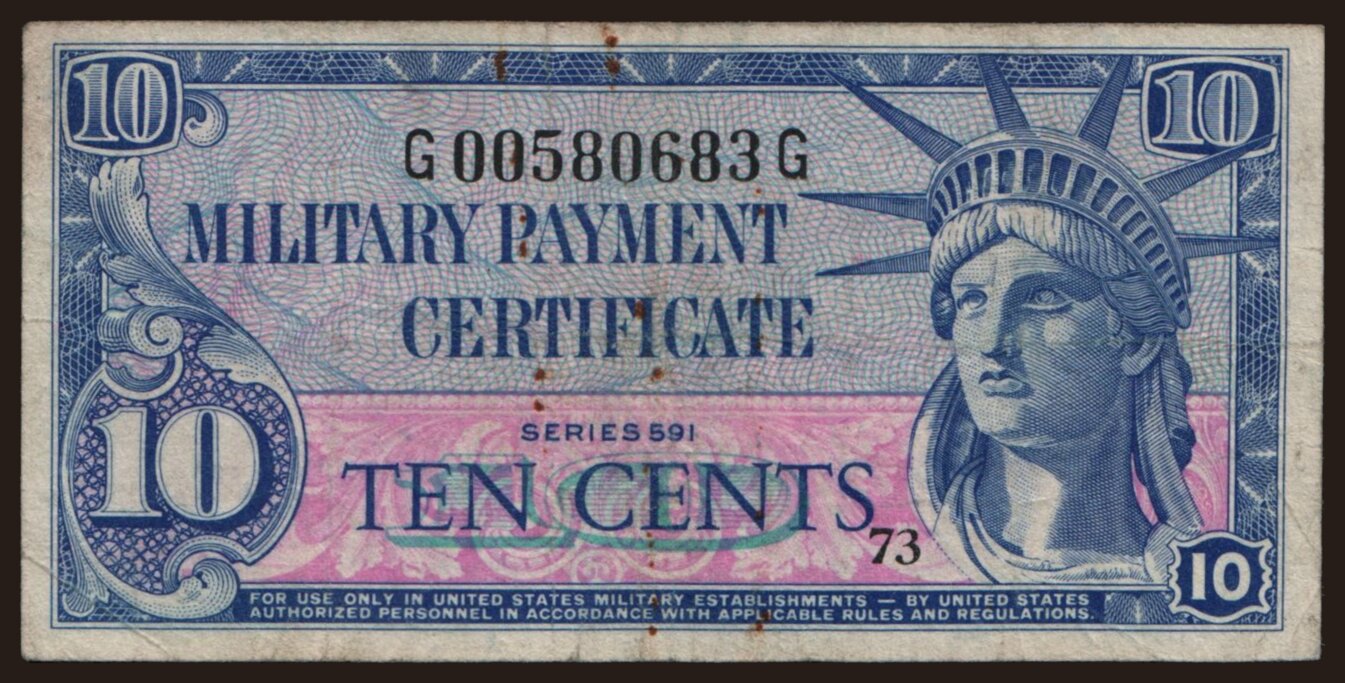 10 10
G00580683G
MILITARY PAYMENT
CERTIFICATE
SERIES 591
10
TEN CENTS
73
10
FOR USE ONLY IN UNITED STATES MILITARY ESTABLISHMENTS — BY UNITED STATES
AUTHORIZED PERSONNEL IN ACCORDANCE WITH APPLICABLE RULES AND REGULATIONS.